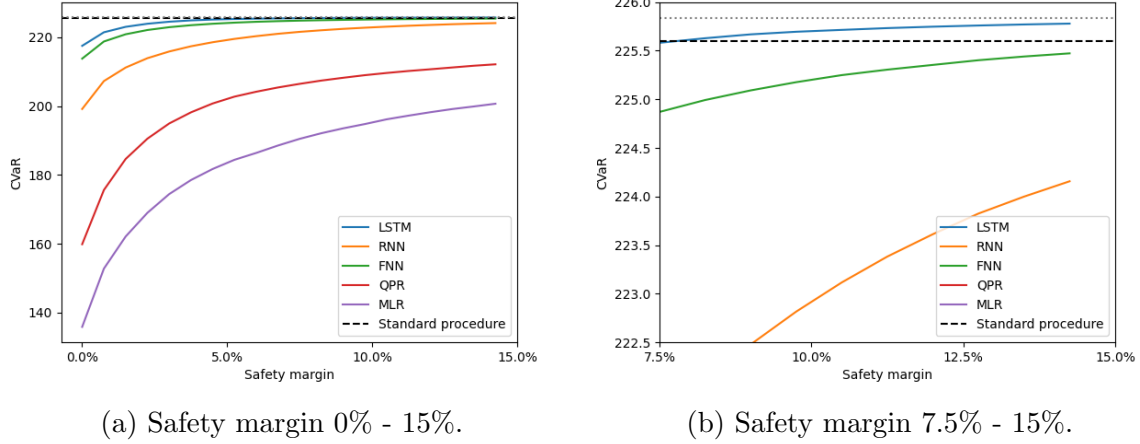 220
200
180
160
140
CVaR
0.0%
5.0%
10.0%
15.0%
Safety margin
LSTM
RNN
FNN
QPR
MLR
Standard procedure
(a) Safety margin 0% - 15%.
226.0
225.5
225.0
224.5
224.0
223.5
223.0
222.5
CVaR
7.5%
10.0%
12.5%
15.0%
Safety margin
LSTM
RNN
FNN
QPR
MLR
Standard procedure
(b) Safety margin 7.5% - 15%.